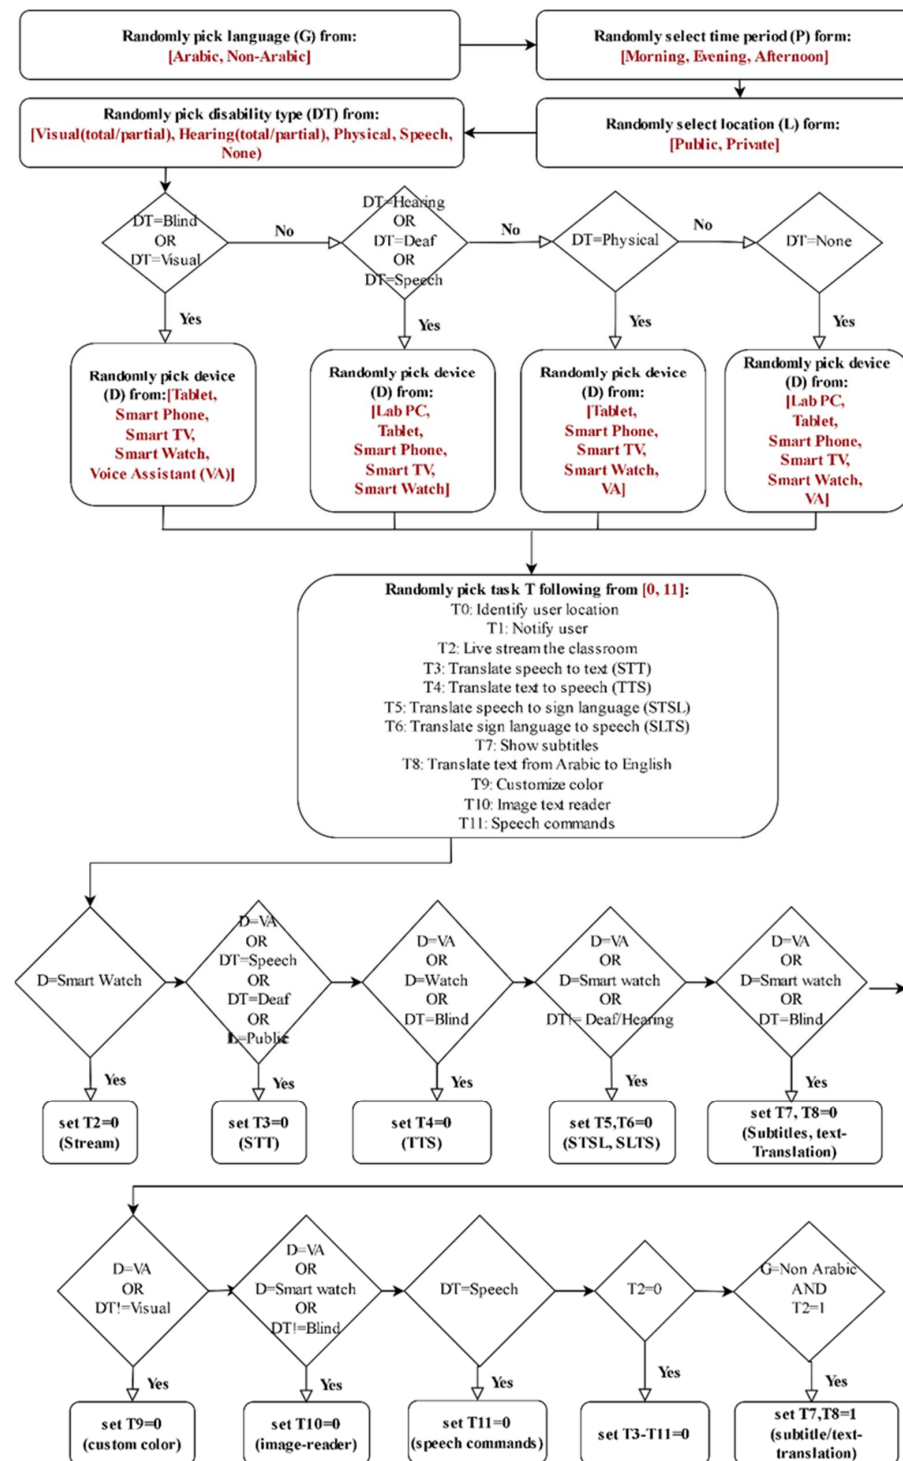 Randomly pick language (G) from:
[Arabic, Non-Arabic]
Randomly select time period (P) form:
[Morning, Evening, Afternoon]
Randomly pick disability type (DT) from:
[Visual(total/partial), Hearing(total/partial), Physical, Speech,
None)
Randomly select location (L) form:
[Public, Private]
DT=Blind
OR
DT=Visual
No
DT=Hearing
OR
DT=Deaf
OR
DT=Speech
No
DT=Physical
No
DT=None
Yes
Yes
Yes
Yes
Randomly pick device
(D) from:[Tablet,
Smart Phone,
Smart TV,
Smart Watch,
Voice Assistant (VA)]
Randomly pick device
(D) from:
[Lab PC,
Tablet,
Smart Phone,
Smart TV,
Smart Watch]
Randomly pick device
(D) from:
[Tablet,
Smart Phone,
Smart TV,
Smart Watch,
VA]
Randomly pick device
(D) from:
[Lab PC,
Tablet,
Smart Phone,
Smart TV,
Smart Watch,
VA]
Randomly pick task T following from [0, 11]:
T0: Identify user location
T1: Notify user
T2: Live stream the classroom
T3: Translate speech to text (STT)
T4: Translate text to speech (TTS)
T5: Translate speech to sign language (STSL)
T6: Translate sign language to speech (SLTS)
T7: Show subtitles
T8: Translate text from Arabic to English
T9: Customize color
T10: Image text reader
T11: Speech commands
D=Smart Watch
D=VA
OR
DT=Speech
OR
DT=Deaf
OR
L=Public
D=VA
OR
D=Watch
OR
DT=Blind
D=VA
OR
D=Smart watch
OR
DT!= Deaf/Hearing
D=VA
OR
D=Smart watch
OR
DT=Blind
Yes
Yes
Yes
Yes
Yes
set T2=0
(Stream)
set T3=0
(STT)
set T4=0
(TTS)
set T5,T6=0
(STSL, SLTS)
set T7, T8=0
(Subtitles, text-
Translation)
D=VA
OR
DT!=Visual
D=VA
OR
D=Smart watch
OR
DT!=Blind
DT=Speech
T2=0
G=Non Arabic
AND
T2=1
Yes
Yes
Yes
Yes
Yes
set T9=0
(custom color)
set T10=0
(image-reader)
set T11=0
(speech commands)
set T3-T11=0
set T7,T8=1
(subtitle/text-
translation)